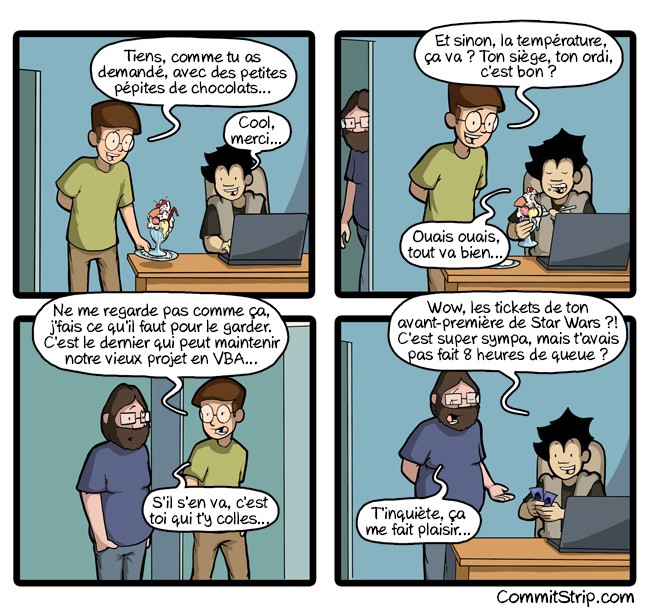 Tiens, comme tu as
demandé, avec des petites
pépites de chocolats...
Cool,
merci...
Et sinon, la température,
ça va ? Ton siège, ton ordi,
c'est bon ?
Ouais ouais,
tout va bien...
Ne me regarde pas comme ça,
j'fais ce qu'il faut pour le garder.
C'est le dernier qui peut maintenir
notre vieux projet en VBA...
S'il s'en va, c'est
toi qui t'y colles...
Wow, les tickets de ton
avant-première de Star Wars ?!
C'est super sympa, mais t'avais
pas fait 8 heures de queue ?
T'inquiète, ça
me fait plaisir...
CommitStrip.com